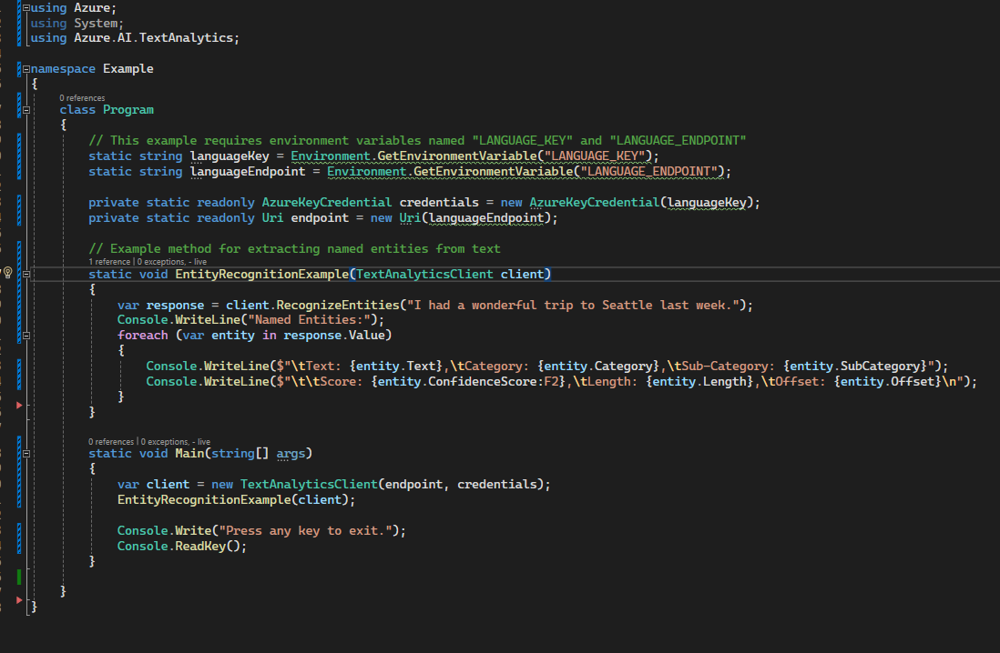 using Azure;
using System;
using Azure.AI.TextAnalytics;
namespace Example
{
0 references
class Program
{
// This example requires environment variables named "LANGUAGE_KEY" and "LANGUAGE_ENDPOINT"
static string languageKey = Environment.GetEnvironmentVariable("LANGUAGE_KEY");
static string languageEndpoint = Environment.GetEnvironmentVariable("LANGUAGE_ENDPOINT");
private static readonly AzureKeyCredential credentials = new AzureKeyCredential(languageKey);
private static readonly Uri endpoint = new Uri(languageEndpoint);
// Example method for extracting named entities from text
1 reference | 0 exceptions, - live
static void EntityRecognitionExample(TextAnalyticsClient client)
{
var response = client.RecognizeEntities("I had a wonderful trip to Seattle last week.");
Console.WriteLine("Named Entities:");
foreach (var entity in response.Value)
{
Console.WriteLine($"\tText: {entity.Text},\tCategory: {entity.Category},\tSub-Category: {entity.SubCategory}");
Console.WriteLine($"\t\tScore: {entity.ConfidenceScore:F2},\tLength: {entity.Length},\tOffset: {entity.Offset}\n");
}
}
0 references | 0 exceptions, - live
static void Main(string[] args)
{
var client = new TextAnalyticsClient(endpoint, credentials);
EntityRecognitionExample(client);
Console.Write("Press any key to exit.");
Console.ReadKey();
}
}
}